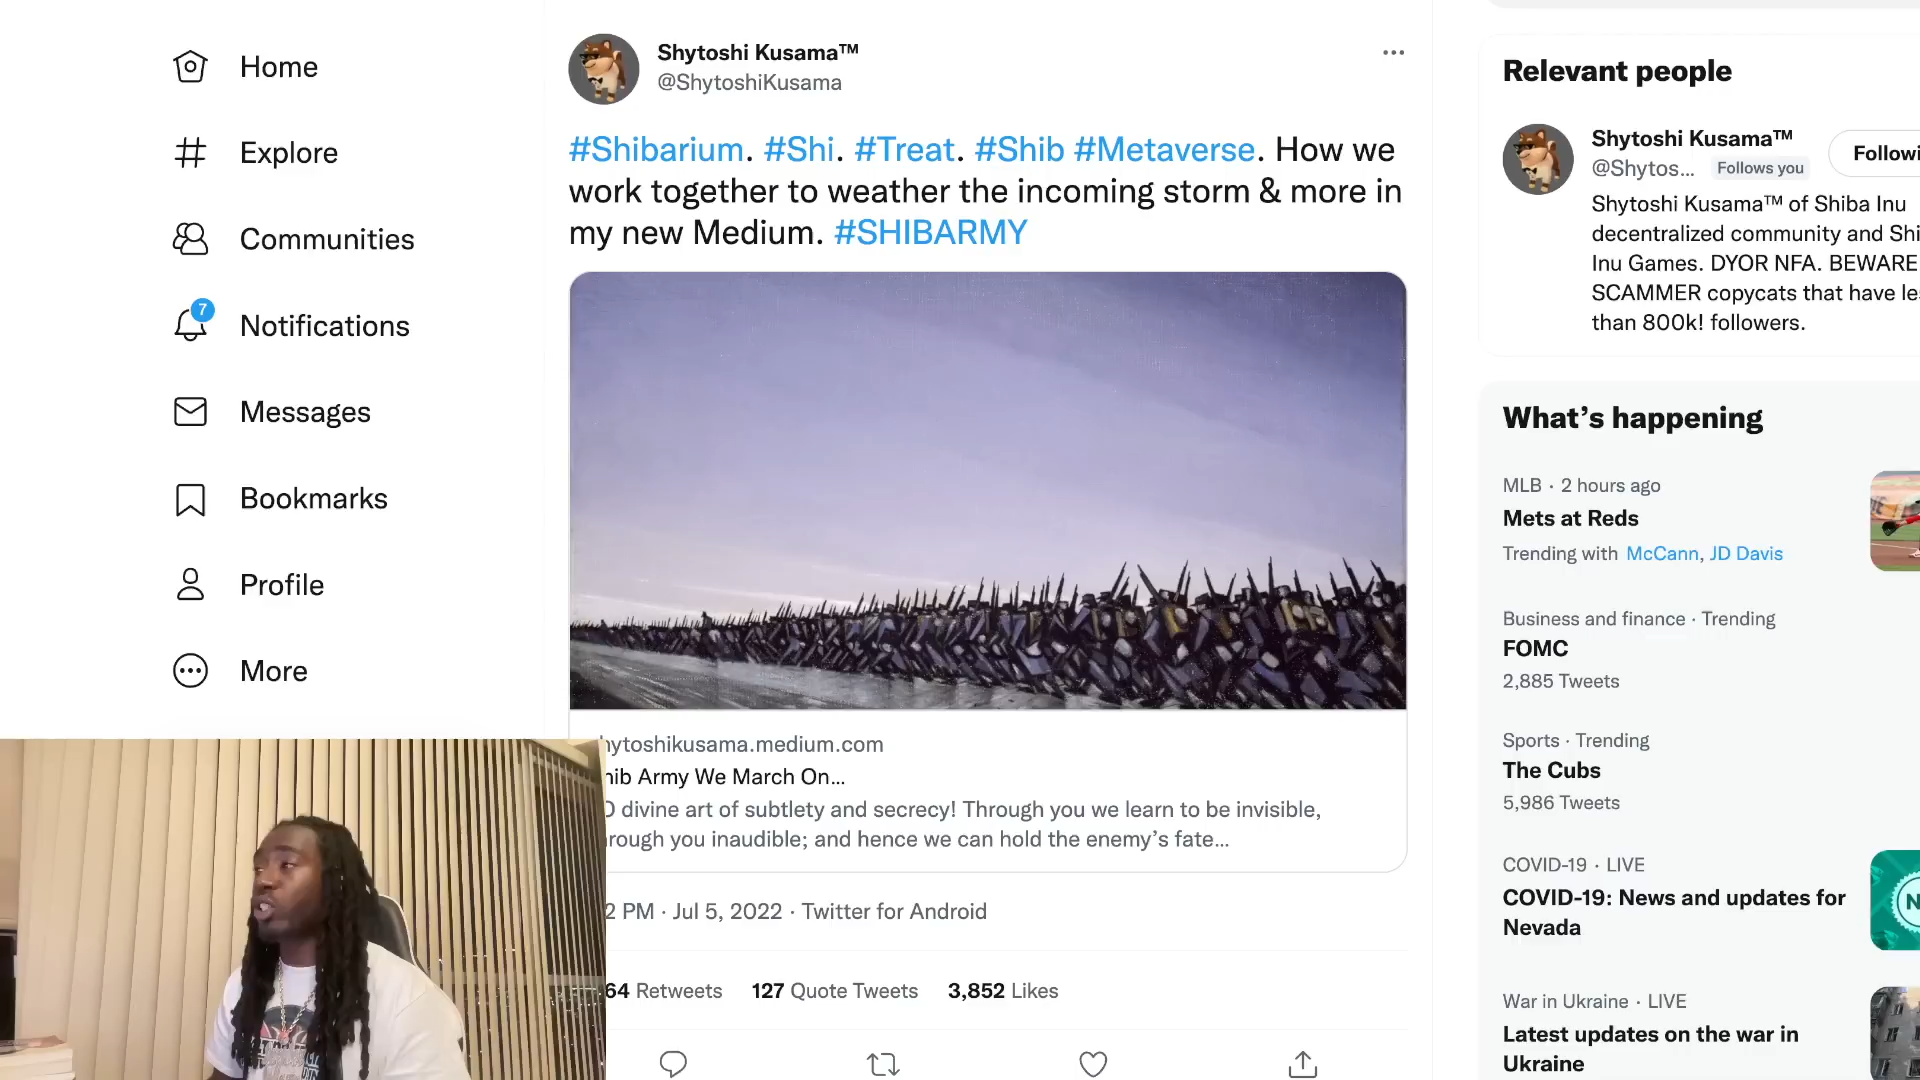 Home
Explore
Communities
7
Notifications
Messages
Bookmarks
Profile
More
Shytoshi Kusama™
@ShytoshiKusama
#Shibarium. #Shi. #Treat. #Shib #Metaverse. How we
work together to weather the incoming storm & more in
my new Medium. #SHIBARMY
hytoshikusama.medium.com
hib Army We March On...
O divine art of subtlety and secrecy! Through you we learn to be invisible,
rough you inaudible; and hence we can hold the enemy’s fate...
2 PM · Jul 5, 2022 · Twitter for Android
64 Retweets 127 Quote Tweets 3,852 Likes
Relevant people
Shytoshi Kusama™
Followi
@Shytos... Follows you
Shytoshi Kusama™ of Shiba Inu
decentralized community and Shi
Inu Games. DYOR NFA. BEWARE
SCAMMER copycats that have le
than 800k! followers.
What’s happening
MLB · 2 hours ago
Mets at Reds
Trending with McCann, JD Davis
Business and finance · Trending
FOMC
2,885 Tweets
Sports · Trending
The Cubs
5,986 Tweets
COVID-19 · LIVE
COVID-19: News and updates for
Nevada
War in Ukraine · LIVE
Latest updates on the war in
Ukraine